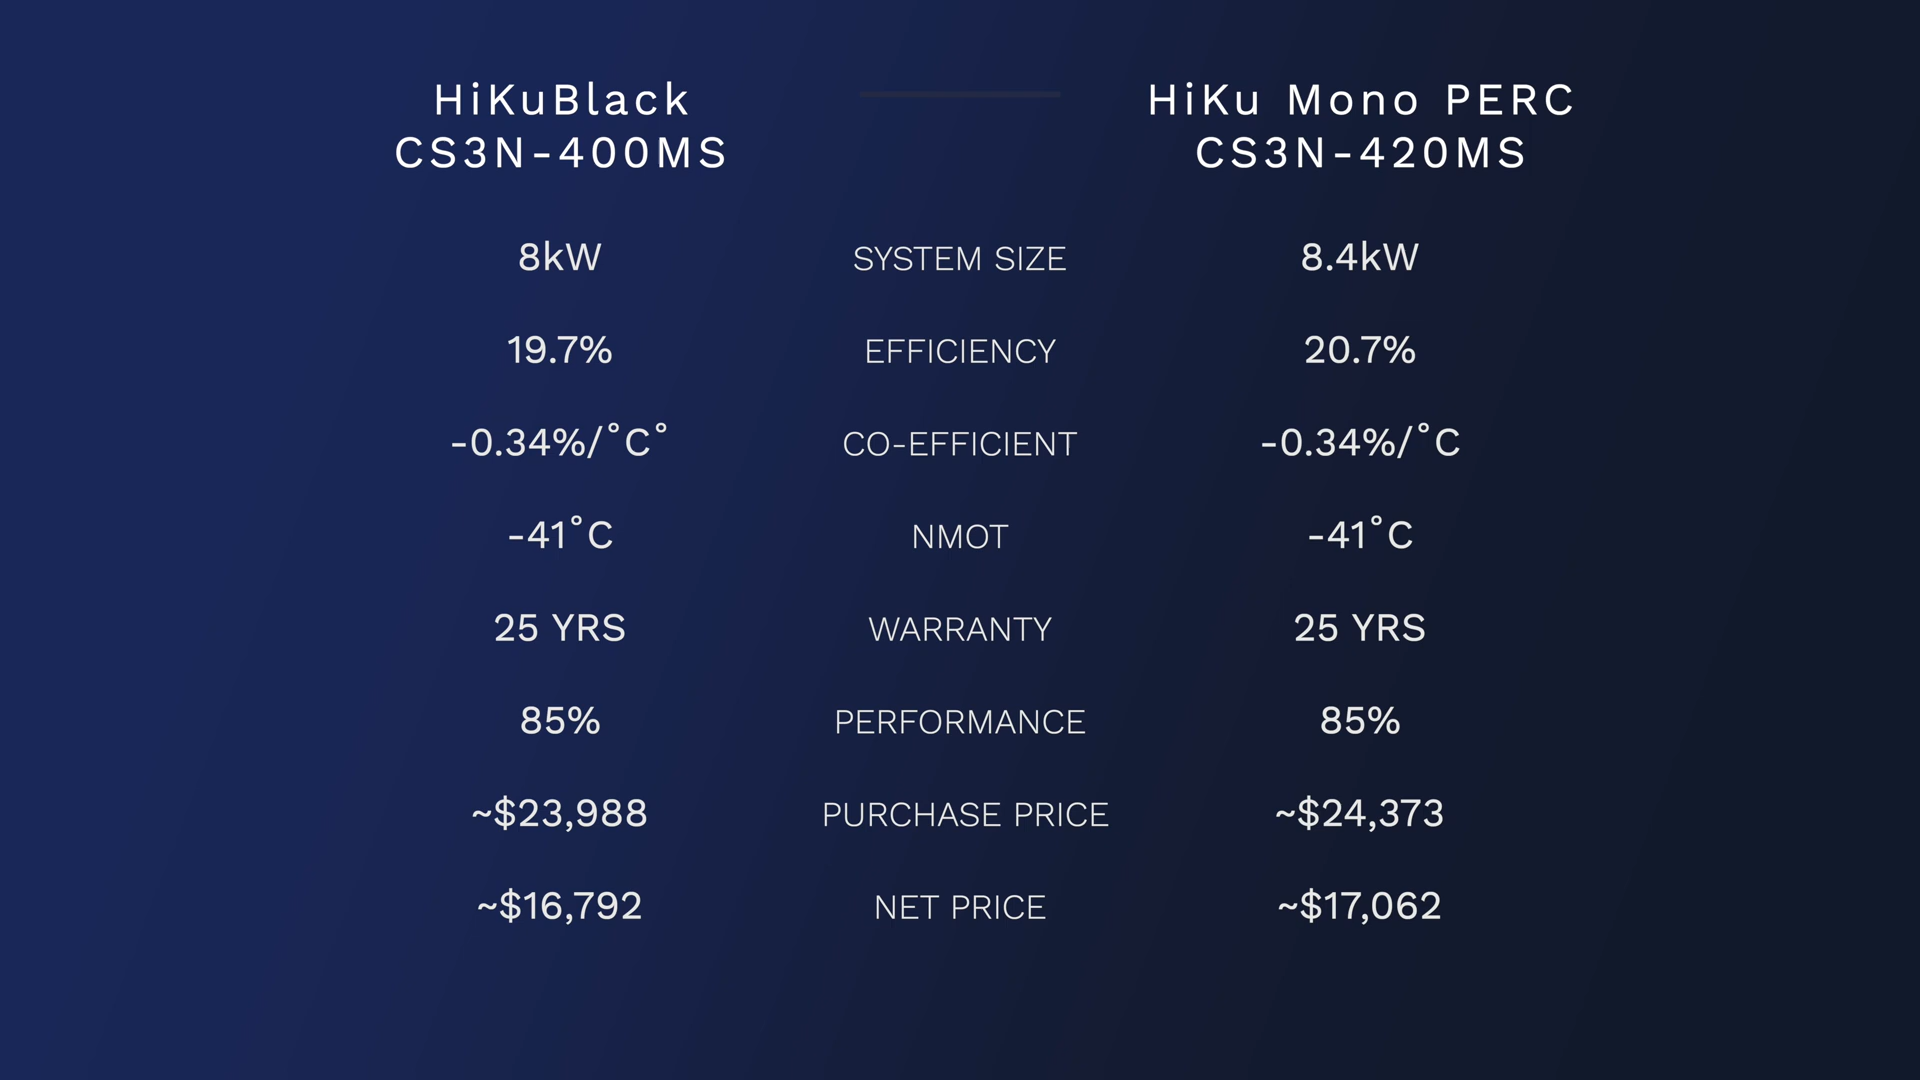 HiKuBlack
CS3N-400MS
HiKu Mono PERC
CS3N-420MS
8kW SYSTEM SIZE 8.4kW
19.7% EFFICIENCY 20.7%
-0.34%/˚C˚ CO-EFFICIENT -0.34%/˚C
-41˚C NMOT -41˚C
25 YRS WARRANTY 25 YRS
85% PERFORMANCE 85%
~$23,988 PURCHASE PRICE ~$24,373
~$16,792 NET PRICE ~$17,062